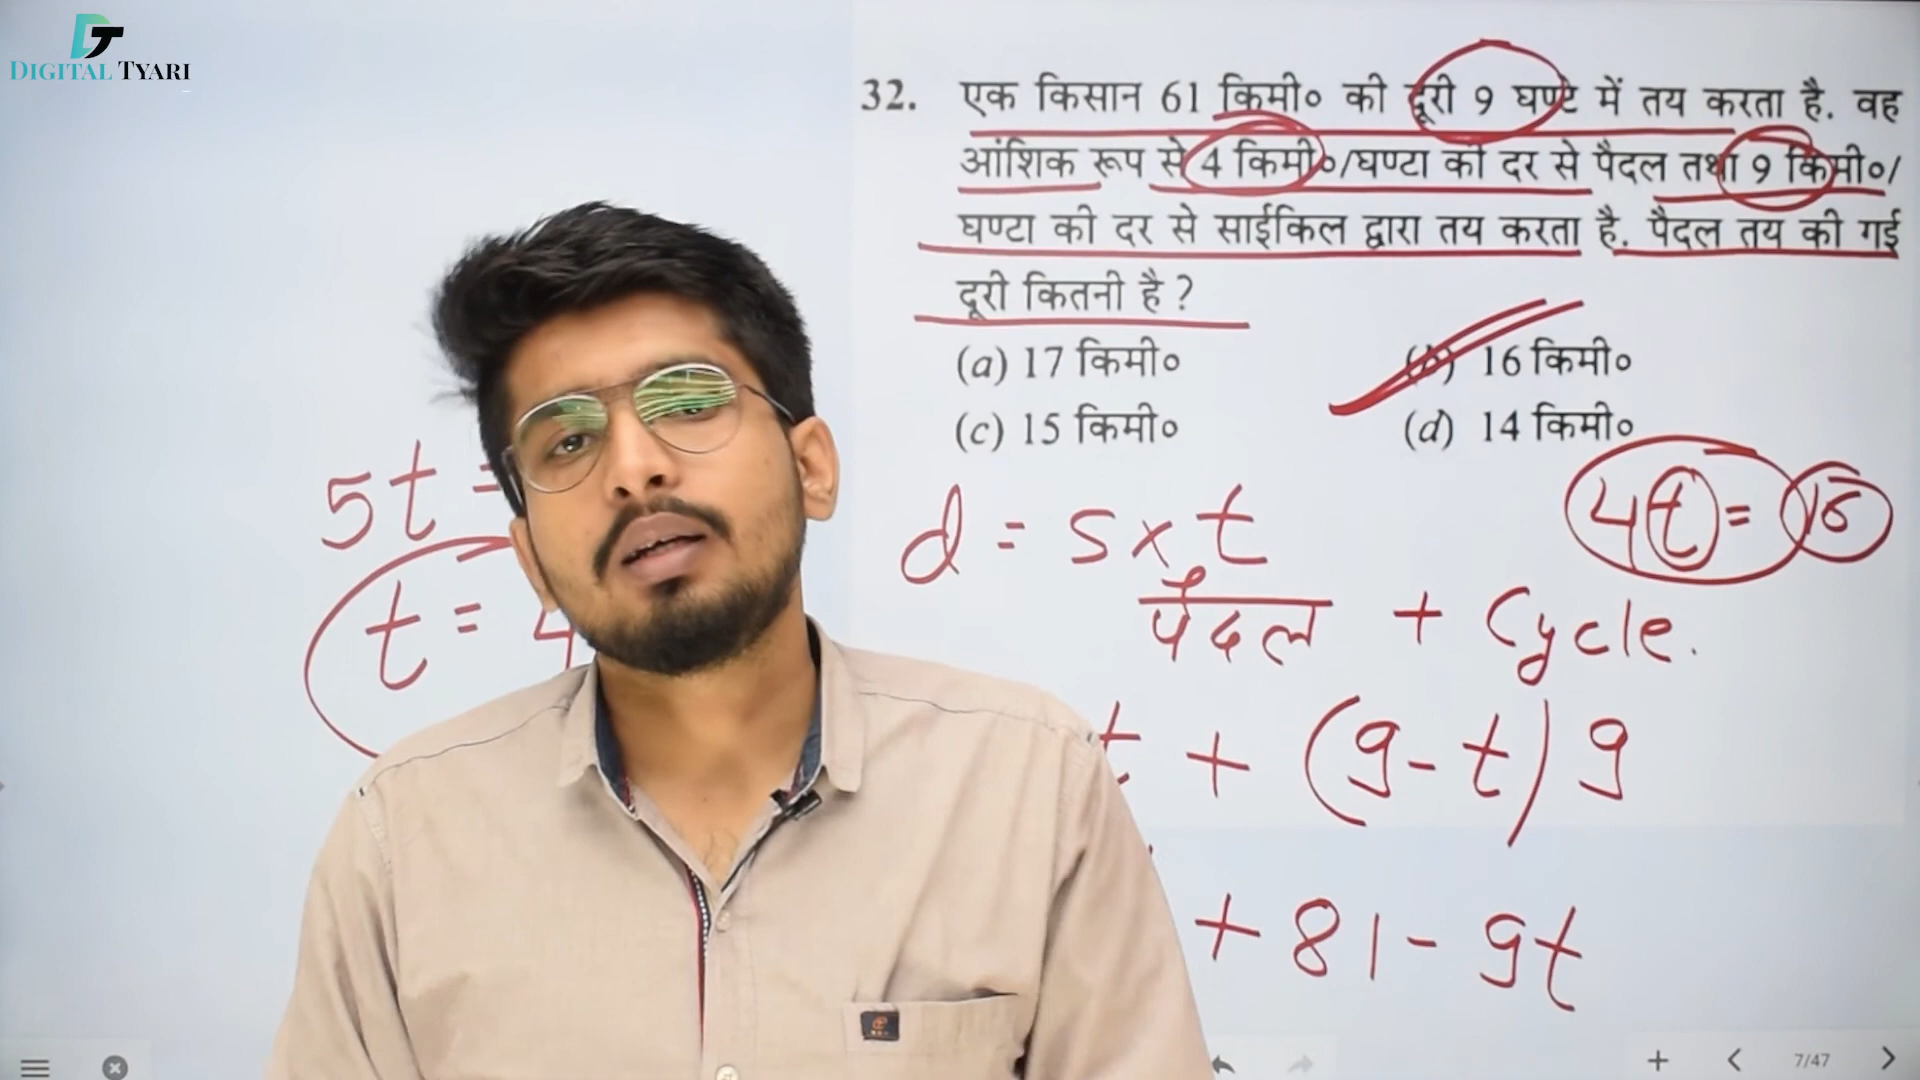 DIGITAL TYARI
32. एक किसान 61 किमी० की दूरी 9 घण्टे में तय करता है. वह
आंशिक रूप से 4 किमी०/घण्टा की दर से पैदल तथा 9 किमी०/
घण्टा की दर से साईकिल द्वारा तय करता है. पैदल तय की गई
दूरी कितनी है ?
(a) 17 किमी० (b) 16 किमी०
(c) 15 किमी० (d) 14 किमी०
4t = 16
5t =
d = s x t
t = 4
पैदल + Cycle.
t + (9-t) 9
+ 81 - 9t
7/47